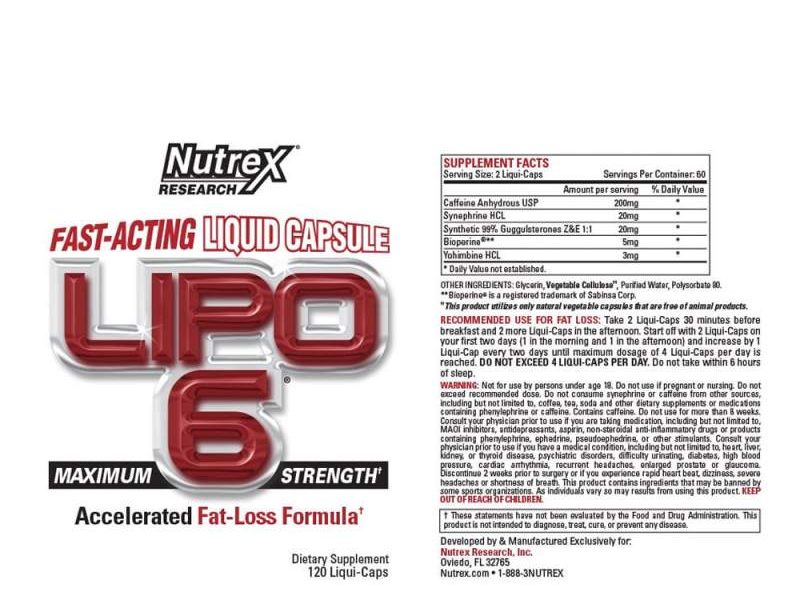 Nutrex®
RESEARCH
FAST-ACTING LIQUID CAPSULE
LIPO
6®
MAXIMUM STRENGTH†
Accelerated Fat-Loss Formula†
Dietary Supplement
120 Liqui-Caps
SUPPLEMENT FACTS
Serving Size: 2 Liqui-Caps Servings Per Container: 60
Amount per serving % Daily Value
Caffeine Anhydrous USP 200mg *
Synephrine HCL 20mg *
Synthetic 99% Guggulsterones Z&E 1:1 20mg *
Bioperine®** 5mg *
Yohimbine HCL 3mg *
* Daily Value not established.
OTHER INGREDIENTS: Glycerin, Vegetable Cellulose", Purified Water, Polysorbate 80.
**Bioperine® is a registered trademark of Sabinsa Corp.
"This product utilizes only natural vegetable capsules that are free of animal products.
RECOMMENDED USE FOR FAT LOSS: Take 2 Liqui-Caps 30 minutes before
breakfast and 2 more Liqui-Caps in the afternoon. Start off with 2 Liqui-Caps on
your first two days (1 in the morning and 1 in the afternoon) and increase by 1
Liqui-Cap every two days until maximum dosage of 4 Liqui-Caps per day is
reached. DO NOT EXCEED 4 LIQUI-CAPS PER DAY. Do not take within 6 hours
of sleep.
WARNING: Not for use by persons under age 18. Do not use if pregnant or nursing. Do not
exceed recommended dose. Do not consume synephrine or caffeine from other sources,
including but not limited to, coffee, tea, soda and other dietary supplements or medications
containing phenylephrine or caffeine. Contains caffeine. Do not use for more than 8 weeks.
Consult your physician prior to use if you are taking medication, including but not limited to,
MAOI inhibitors, antidepressants, aspirin, non-steroidal anti-inflammatory drugs or products
containing phenylephrine, ephedrine, pseudoephedrine, or other stimulants. Consult your
physician prior to use if you have a medical condition, including but not limited to, heart, liver,
kidney, or thyroid disease, psychiatric disorders, difficulty urinating, diabetes, high blood
pressure, cardiac arrhythmia, recurrent headaches, enlarged prostate or glaucoma.
Discontinue 2 weeks prior to surgery or if you experience rapid heart beat, dizziness, severe
headaches or shortness of breath. This product contains ingredients that may be banned by
some sports organizations. As individuals vary so may results from using this product. KEEP
OUT OF REACH OF CHILDREN.
† These statements have not been evaluated by the Food and Drug Administration. This
product is not intended to diagnose, treat, cure, or prevent any disease.
Developed by & Manufactured Exclusively for:
Nutrex Research, Inc.
Oviedo, FL 32765
Nutrex.com • 1-888-3NUTREX